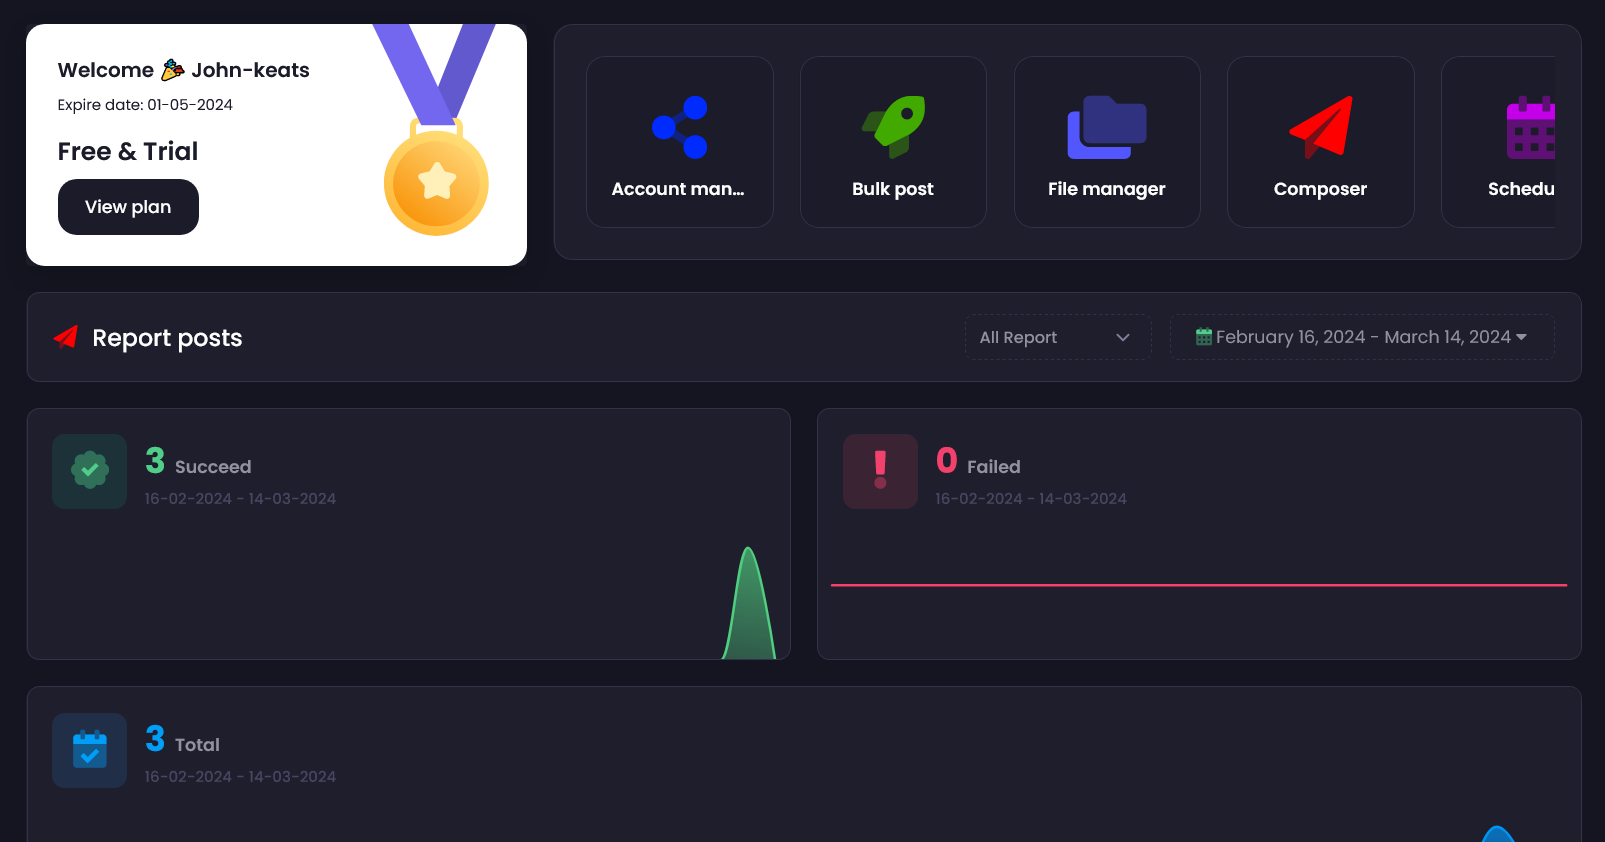 Welcome 🎉 John-keats
Expire date: 01-05-2024
Free & Trial
View plan
Account man...
Bulk post
File manager
Composer
Schedu
Report posts
All Report
February 16, 2024 - March 14, 2024
3 Succeed
16-02-2024 - 14-03-2024
0 Failed
16-02-2024 - 14-03-2024
3 Total
16-02-2024 - 14-03-2024